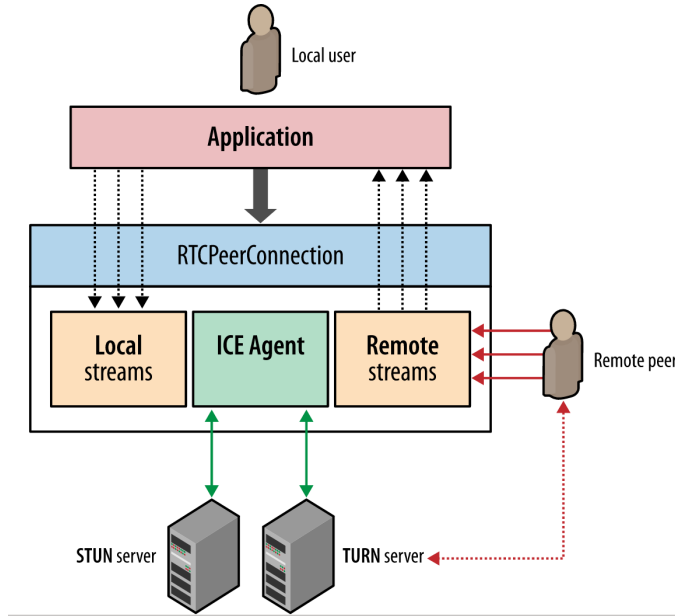 Local user
Application
RTCPeerConnection
Local
streams
ICE Agent
Remote
streams
Remote peer
STUN server
TURN server